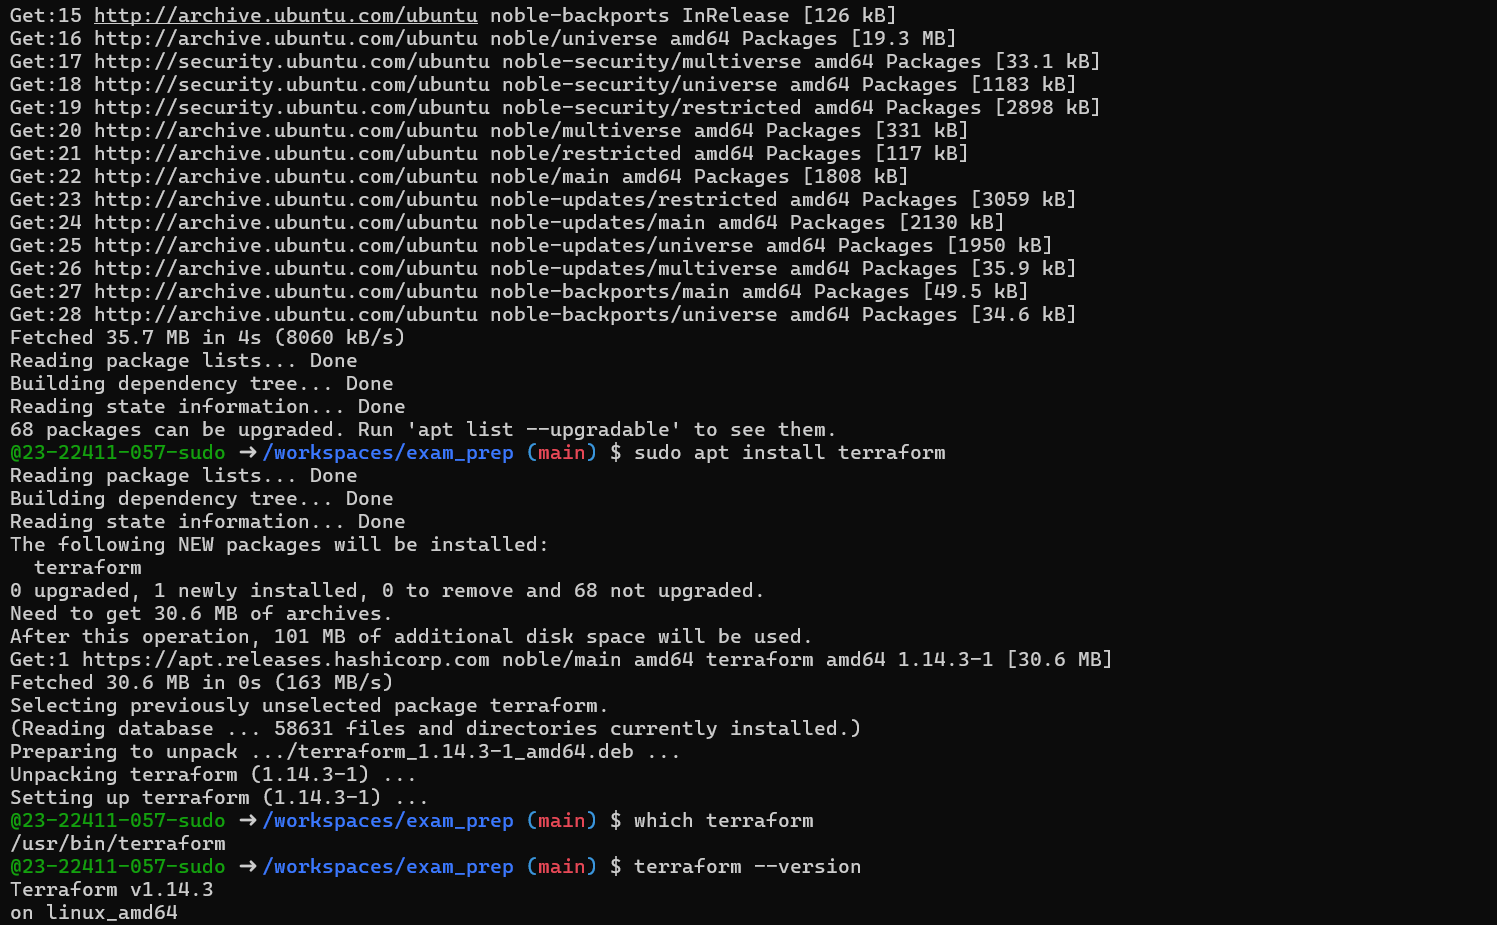 Get:15 http://archive.ubuntu.com/ubuntu noble-backports InRelease [126 kB]
Get:16 http://archive.ubuntu.com/ubuntu noble/universe amd64 Packages [19.3 MB]
Get:17 http://security.ubuntu.com/ubuntu noble-security/multiverse amd64 Packages [33.1 kB]
Get:18 http://security.ubuntu.com/ubuntu noble-security/universe amd64 Packages [1183 kB]
Get:19 http://security.ubuntu.com/ubuntu noble-security/restricted amd64 Packages [2898 kB]
Get:20 http://archive.ubuntu.com/ubuntu noble/multiverse amd64 Packages [331 kB]
Get:21 http://archive.ubuntu.com/ubuntu noble/restricted amd64 Packages [117 kB]
Get:22 http://archive.ubuntu.com/ubuntu noble/main amd64 Packages [1808 kB]
Get:23 http://archive.ubuntu.com/ubuntu noble-updates/restricted amd64 Packages [3059 kB]
Get:24 http://archive.ubuntu.com/ubuntu noble-updates/main amd64 Packages [2130 kB]
Get:25 http://archive.ubuntu.com/ubuntu noble-updates/universe amd64 Packages [1950 kB]
Get:26 http://archive.ubuntu.com/ubuntu noble-updates/multiverse amd64 Packages [35.9 kB]
Get:27 http://archive.ubuntu.com/ubuntu noble-backports/main amd64 Packages [49.5 kB]
Get:28 http://archive.ubuntu.com/ubuntu noble-backports/universe amd64 Packages [34.6 kB]
Fetched 35.7 MB in 4s (8060 kB/s)
Reading package lists... Done
Building dependency tree... Done
Reading state information... Done
68 packages can be upgraded. Run 'apt list --upgradable' to see them.
@23-22411-057-sudo ➜ /workspaces/exam_prep (main) $ sudo apt install terraform
Reading package lists... Done
Building dependency tree... Done
Reading state information... Done
The following NEW packages will be installed:
  terraform
0 upgraded, 1 newly installed, 0 to remove and 68 not upgraded.
Need to get 30.6 MB of archives.
After this operation, 101 MB of additional disk space will be used.
Get:1 https://apt.releases.hashicorp.com noble/main amd64 terraform amd64 1.14.3-1 [30.6 MB]
Fetched 30.6 MB in 0s (163 MB/s)
Selecting previously unselected package terraform.
(Reading database ... 58631 files and directories currently installed.)
Preparing to unpack .../terraform_1.14.3-1_amd64.deb ...
Unpacking terraform (1.14.3-1) ...
Setting up terraform (1.14.3-1) ...
@23-22411-057-sudo ➜ /workspaces/exam_prep (main) $ which terraform
/usr/bin/terraform
@23-22411-057-sudo ➜ /workspaces/exam_prep (main) $ terraform --version
Terraform v1.14.3
on linux_amd64